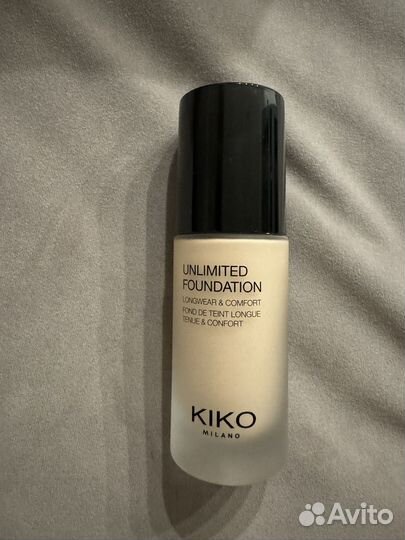 UNLIMITED
FOUNDATION
LONGWEAR & COMFORT
FOND DE TEINT LONGUE
TENUE & CONFORT
KIKO
MILANO
Avito